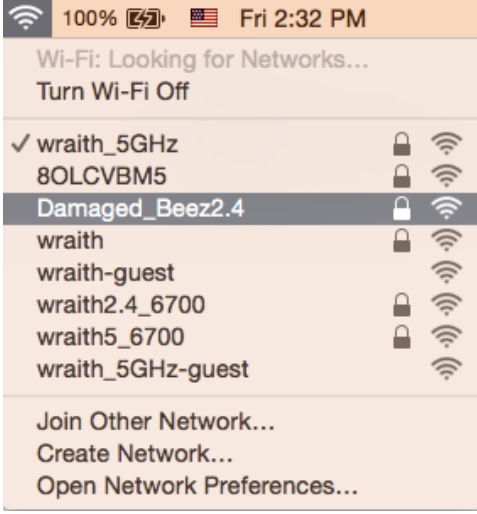 100% Fri 2:32 PM
Wi-Fi: Looking for Networks...
Turn Wi-Fi Off
✓ wraith_5GHz
8OLCVBM5
Damaged_Beez2.4
wraith
wraith-guest
wraith2.4_6700
wraith5_6700
wraith_5GHz-guest
Join Other Network...
Create Network...
Open Network Preferences...